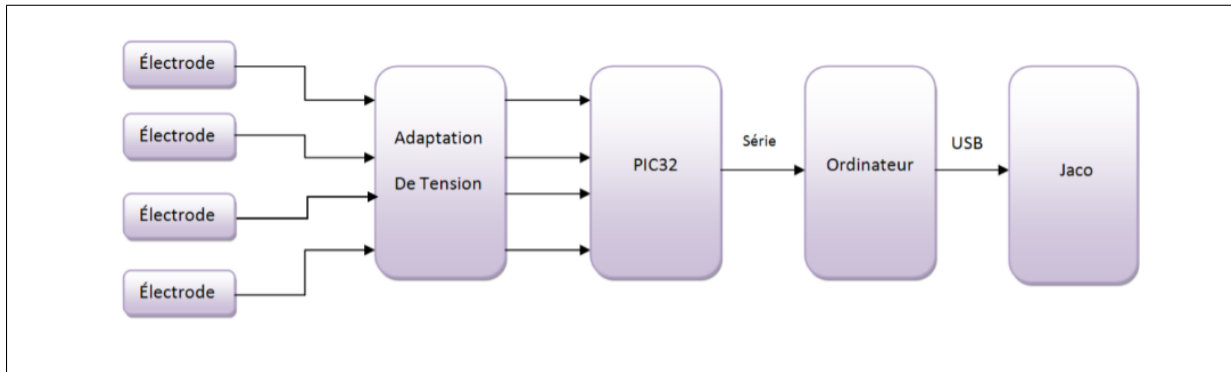 Électrode
Électrode
Électrode
Électrode
Adaptation
De Tension
PIC32
Série
Ordinateur
USB
Jaco